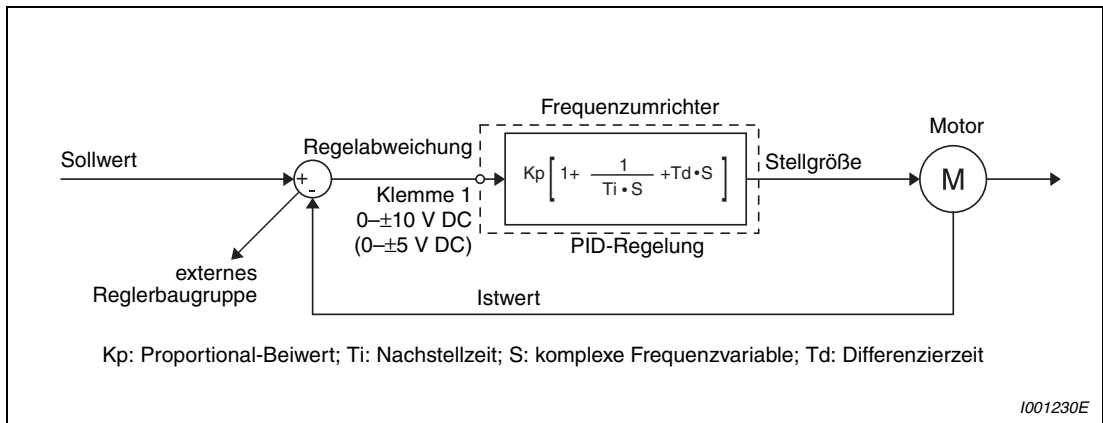 Frequenzumrichter
Motor
Sollwert
Regelabweichung
Stellgröße
+
-
Kp[1+ 1/Ti•S +Td•S]
M
Klemme 1
0–±10 V DC
(0–±5 V DC)
PID-Regelung
externes
Reglerbaugruppe
Istwert
Kp: Proportional-Beiwert; Ti: Nachstellzeit; S: komplexe Frequenzvariable; Td: Differenzierzeit
I001230E